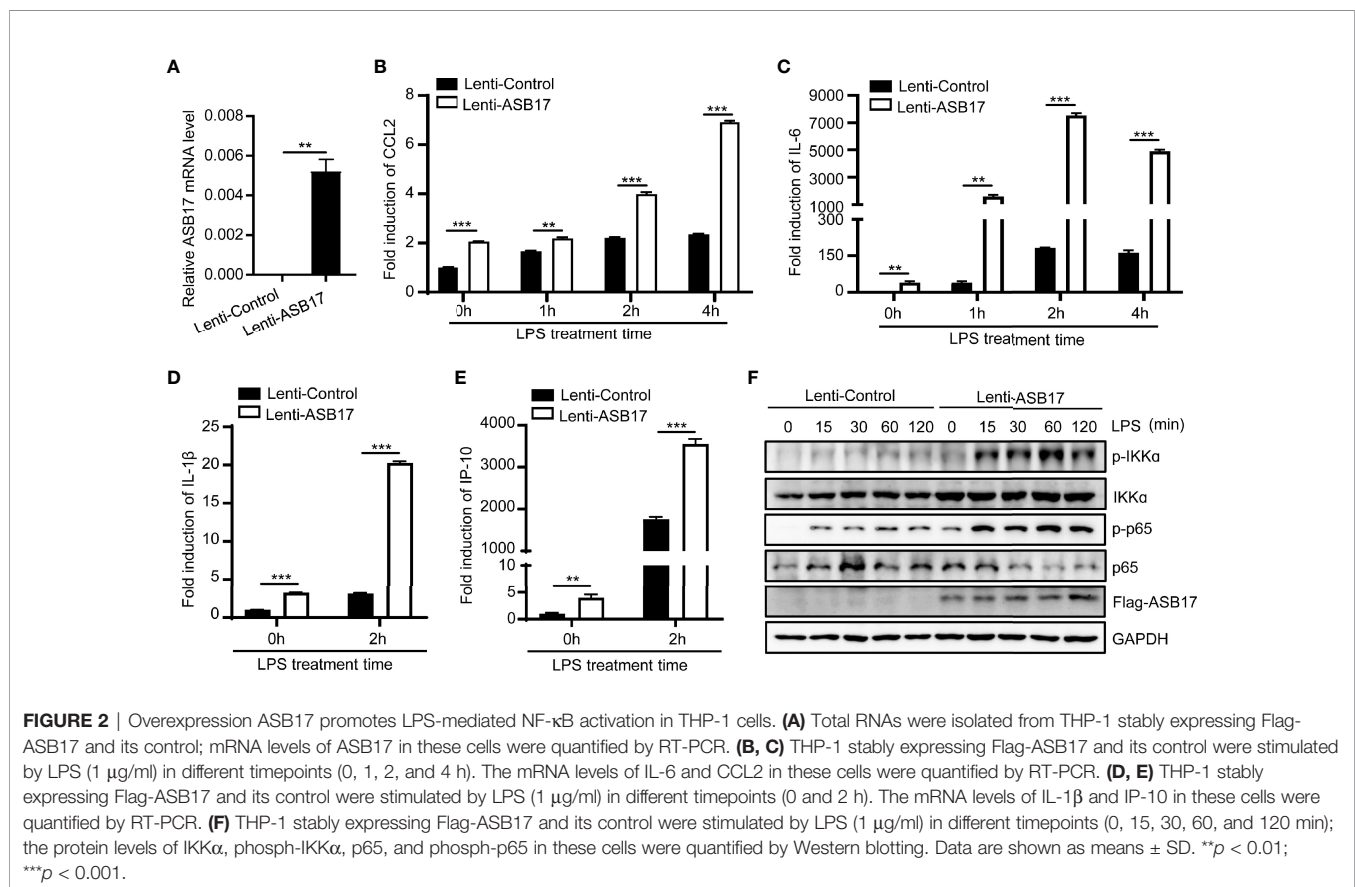 A
Relative ASB17 mRNA level
0.008
0.006
0.004
0.002
0.000
**
Lenti-Control
Lenti-ASB17
B
Lenti-Control
Lenti-ASB17
Fold induction of CCL2
8
6
4
2
0
***
**
***
***
0h
1h
2h
4h
LPS treatment time
C
Lenti-Control
Lenti-ASB17
Fold induction of IL-6
9000
7000
5000
3000
1000
300
150
0
**
**
***
***
0h
1h
2h
4h
LPS treatment time
D
Lenti-Control
Lenti-ASB17
Fold induction of IL-1β
25
20
15
10
5
0
***
***
0h
2h
LPS treatment time
E
Lenti-Control
Lenti-ASB17
Fold induction of IP-10
4000
3000
2000
1000
10
5
0
**
***
0h
2h
LPS treatment time
F
Lenti-Control Lenti-ASB17
0 15 30 60 120 0 15 30 60 120 LPS (min)
p-IKKα
IKKα
p-p65
p65
Flag-ASB17
GAPDH
FIGURE 2 | Overexpression ASB17 promotes LPS-mediated NF-κB activation in THP-1 cells. (A) Total RNAs were isolated from THP-1 stably expressing Flag-
ASB17 and its control; mRNA levels of ASB17 in these cells were quantified by RT-PCR. (B, C) THP-1 stably expressing Flag-ASB17 and its control were stimulated
by LPS (1 μg/ml) in different timepoints (0, 1, 2, and 4 h). The mRNA levels of IL-6 and CCL2 in these cells were quantified by RT-PCR. (D, E) THP-1 stably
expressing Flag-ASB17 and its control were stimulated by LPS (1 μg/ml) in different timepoints (0 and 2 h). The mRNA levels of IL-1β and IP-10 in these cells were
quantified by RT-PCR. (F) THP-1 stably expressing Flag-ASB17 and its control were stimulated by LPS (1 μg/ml) in different timepoints (0, 15, 30, 60, and 120 min);
the protein levels of IKKα, phosph-IKKα, p65, and phosph-p65 in these cells were quantified by Western blotting. Data are shown as means ± SD. **p < 0.01;
***p < 0.001.